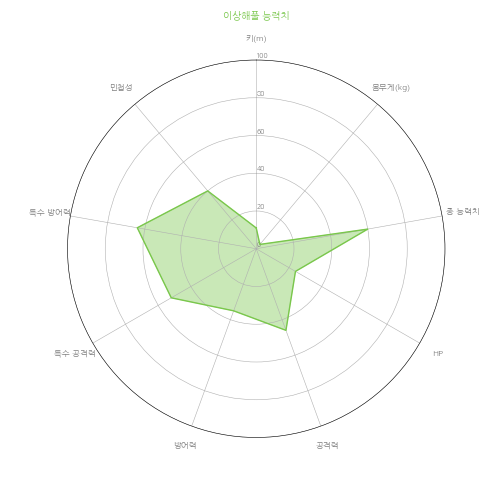 이상해풀 능력치
키(m)
100
80
60
40
20
0
몸무게(kg)
총 능력치
HP
공격력
방어력
특수 공격력
특수 방어력
민첩성